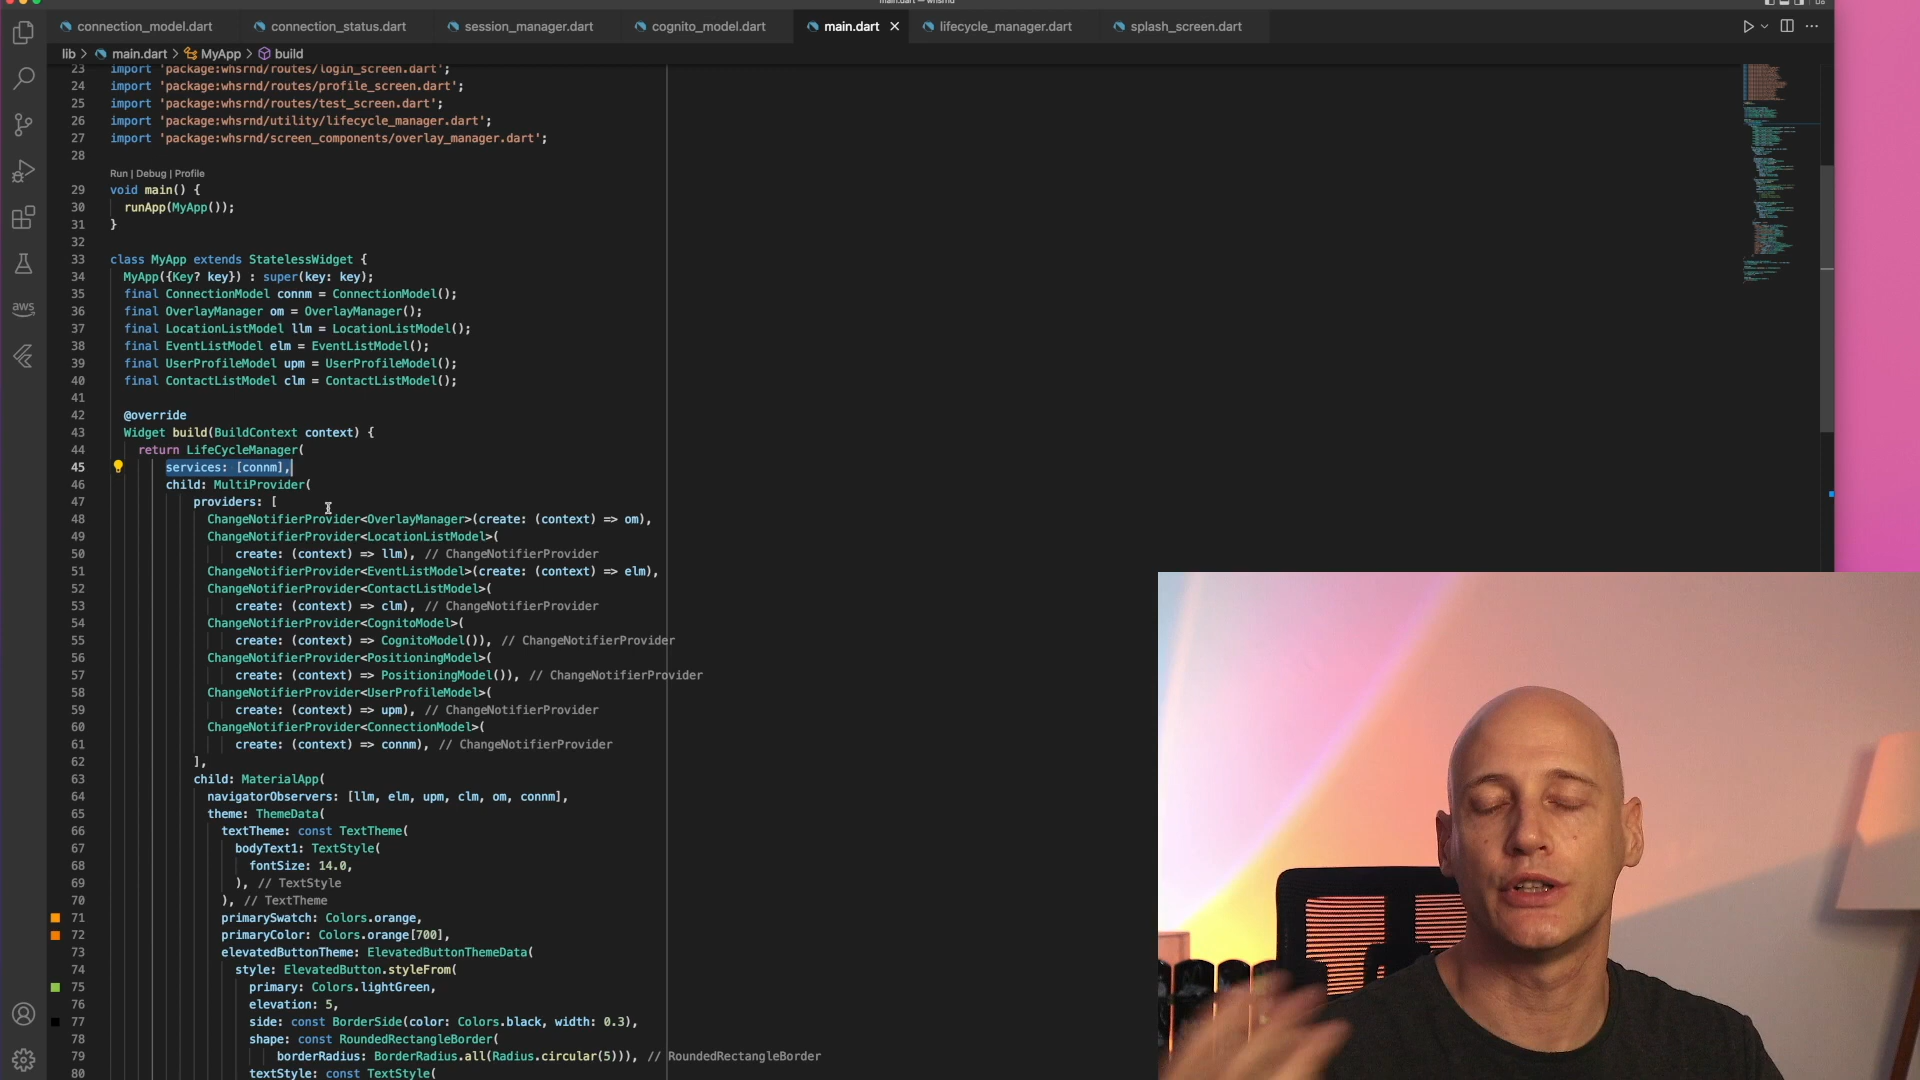 main.dart — whsrnd
connection_model.dart
connection_status.dart
session_manager.dart
cognito_model.dart
main.dart
lifecycle_manager.dart
splash_screen.dart
lib > main.dart > MyApp > build
23 import 'package:whsrnd/routes/login_screen.dart';
24 import 'package:whsrnd/routes/profile_screen.dart';
25 import 'package:whsrnd/routes/test_screen.dart';
26 import 'package:whsrnd/utility/lifecycle_manager.dart';
27 import 'package:whsrnd/screen_components/overlay_manager.dart';
28
Run | Debug | Profile
29 void main() {
30 runApp(MyApp());
31 }
32
33 class MyApp extends StatelessWidget {
34 MyApp({Key? key}) : super(key: key);
35 final ConnectionModel connm = ConnectionModel();
36 final OverlayManager om = OverlayManager();
37 final LocationListModel llm = LocationListModel();
38 final EventListModel elm = EventListModel();
39 final UserProfileModel upm = UserProfileModel();
40 final ContactListModel clm = ContactListModel();
41
42 @override
43 Widget build(BuildContext context) {
44 return LifeCycleManager(
45 services: [connm],
46 child: MultiProvider(
47 providers: [
48 ChangeNotifierProvider<OverlayManager>(create: (context) => om),
49 ChangeNotifierProvider<LocationListModel>(
50 create: (context) => llm), // ChangeNotifierProvider
51 ChangeNotifierProvider<EventListModel>(create: (context) => elm),
52 ChangeNotifierProvider<ContactListModel>(
53 create: (context) => clm), // ChangeNotifierProvider
54 ChangeNotifierProvider<CognitoModel>(
55 create: (context) => CognitoModel()), // ChangeNotifierProvider
56 ChangeNotifierProvider<PositioningModel>(
57 create: (context) => PositioningModel()), // ChangeNotifierProvider
58 ChangeNotifierProvider<UserProfileModel>(
59 create: (context) => upm), // ChangeNotifierProvider
60 ChangeNotifierProvider<ConnectionModel>(
61 create: (context) => connm), // ChangeNotifierProvider
62 ],
63 child: MaterialApp(
64 navigatorObservers: [llm, elm, upm, clm, om, connm],
65 theme: ThemeData(
66 textTheme: const TextTheme(
67 bodyText1: TextStyle(
68 fontSize: 14.0,
69 ), // TextStyle
70 ), // TextTheme
71 primarySwatch: Colors.orange,
72 primaryColor: Colors.orange[700],
73 elevatedButtonTheme: ElevatedButtonThemeData(
74 style: ElevatedButton.styleFrom(
75 primary: Colors.lightGreen,
76 elevation: 5,
77 side: const BorderSide(color: Colors.black, width: 0.3),
78 shape: const RoundedRectangleBorder(
79 borderRadius: BorderRadius.all(Radius.circular(5))), // RoundedRectangleBorder
80 textStyle: const TextStyle(
aws